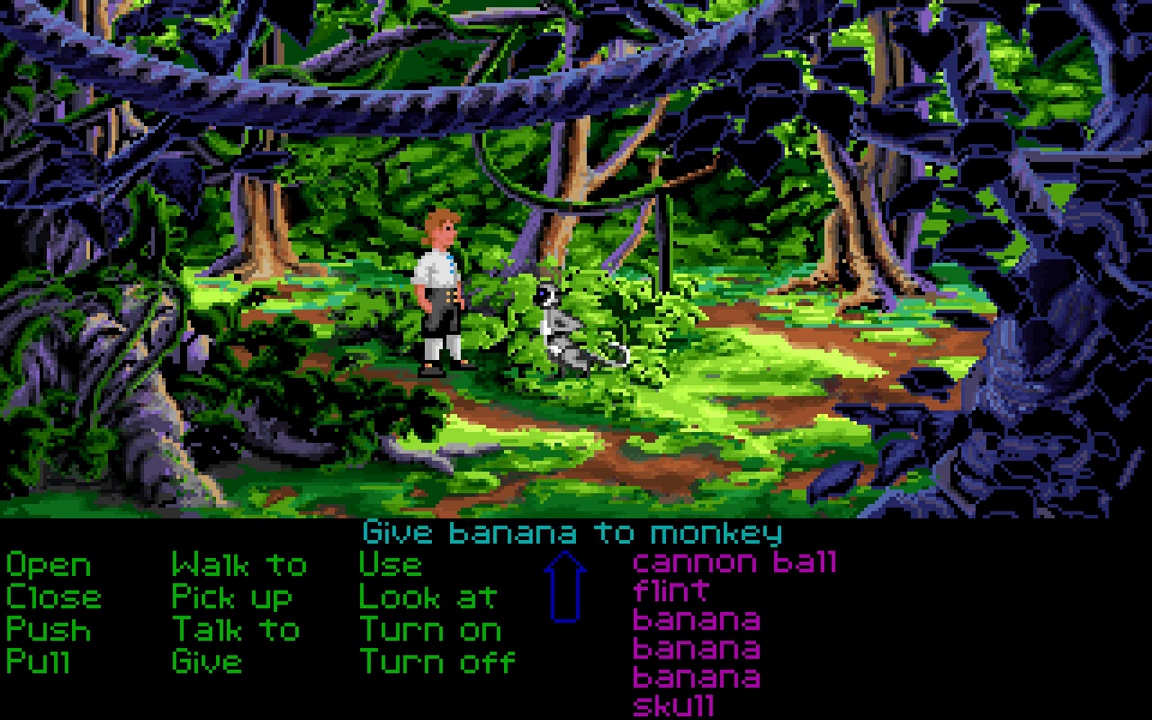 Give banana to monkey
Open Walk to Use
Close Pick up Look at
Push Talk to Turn on
Pull Give Turn off
cannon ball
flint
banana
banana
banana
skull